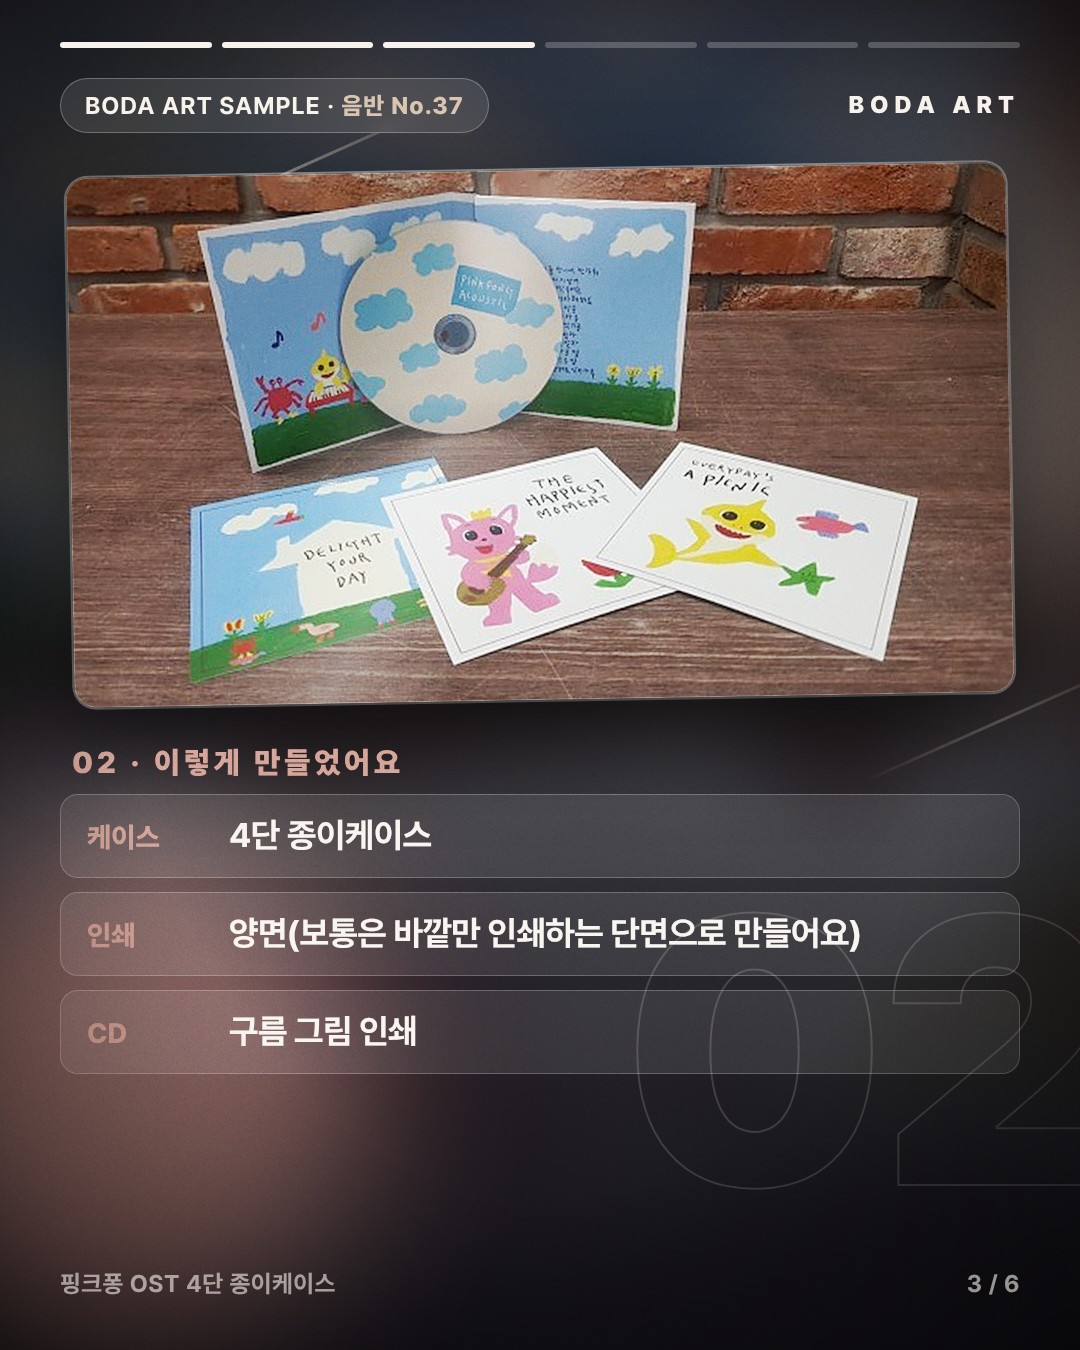 BODA ART SAMPLE · 음반 No.37
BODA ART
PINKFONG
ACOUSTIC
DELIGHT
YOUR
DAY
THE
HAPPIEST
MOMENT
EVERYDAY'S
A PICNIC
02 · 이렇게 만들었어요
케이스 4단 종이케이스
인쇄 양면(보통은 바깥만 인쇄하는 단면으로 만들어요)
CD 구름 그림 인쇄
02
핑크퐁 OST 4단 종이케이스
3 / 6